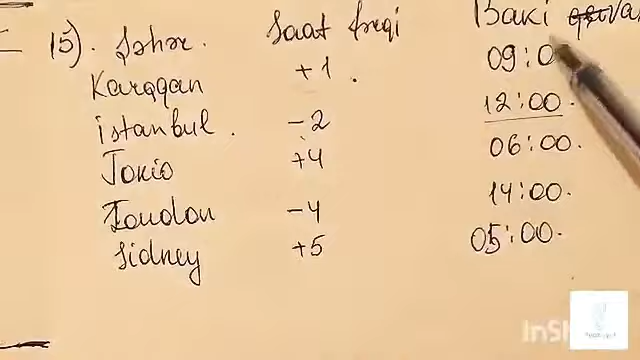 15). Şəhər. Saat fərqi Bakı
Karaqan +1 09:0
İstanbul. -2 12:00.
Tokio +4 06:00.
London -4 14:00.
Sidney +5 05:00.
InSh